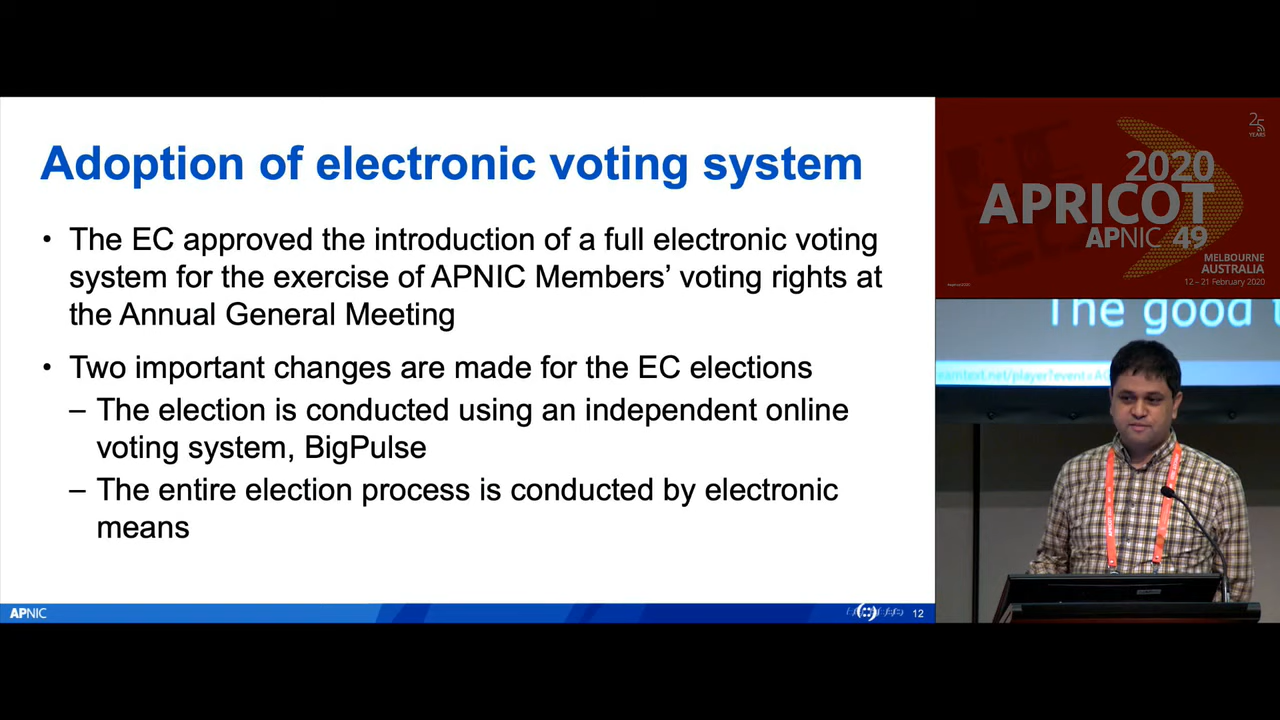 Adoption of electronic voting system
• The EC approved the introduction of a full electronic voting
system for the exercise of APNIC Members’ voting rights at
the Annual General Meeting
• Two important changes are made for the EC elections
– The election is conducted using an independent online
voting system, BigPulse
– The entire election process is conducted by electronic
means
APNIC
12
25
YEARS
2020
APRICOT
APNIC 49
MELBOURNE
AUSTRALIA
12 – 21 February 2020
The good